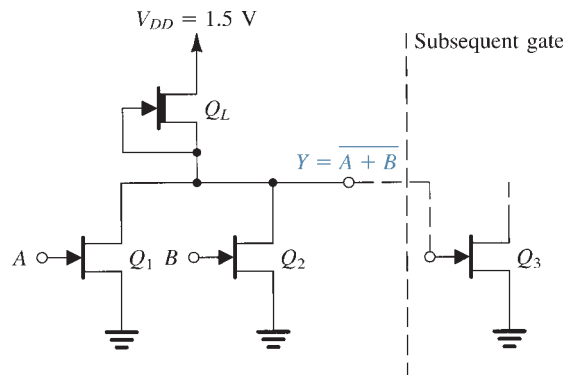 V_DD = 1.5 V
Subsequent gate
Q_L
Y = \overline{A + B}
A
Q_1
B
Q_2
Q_3